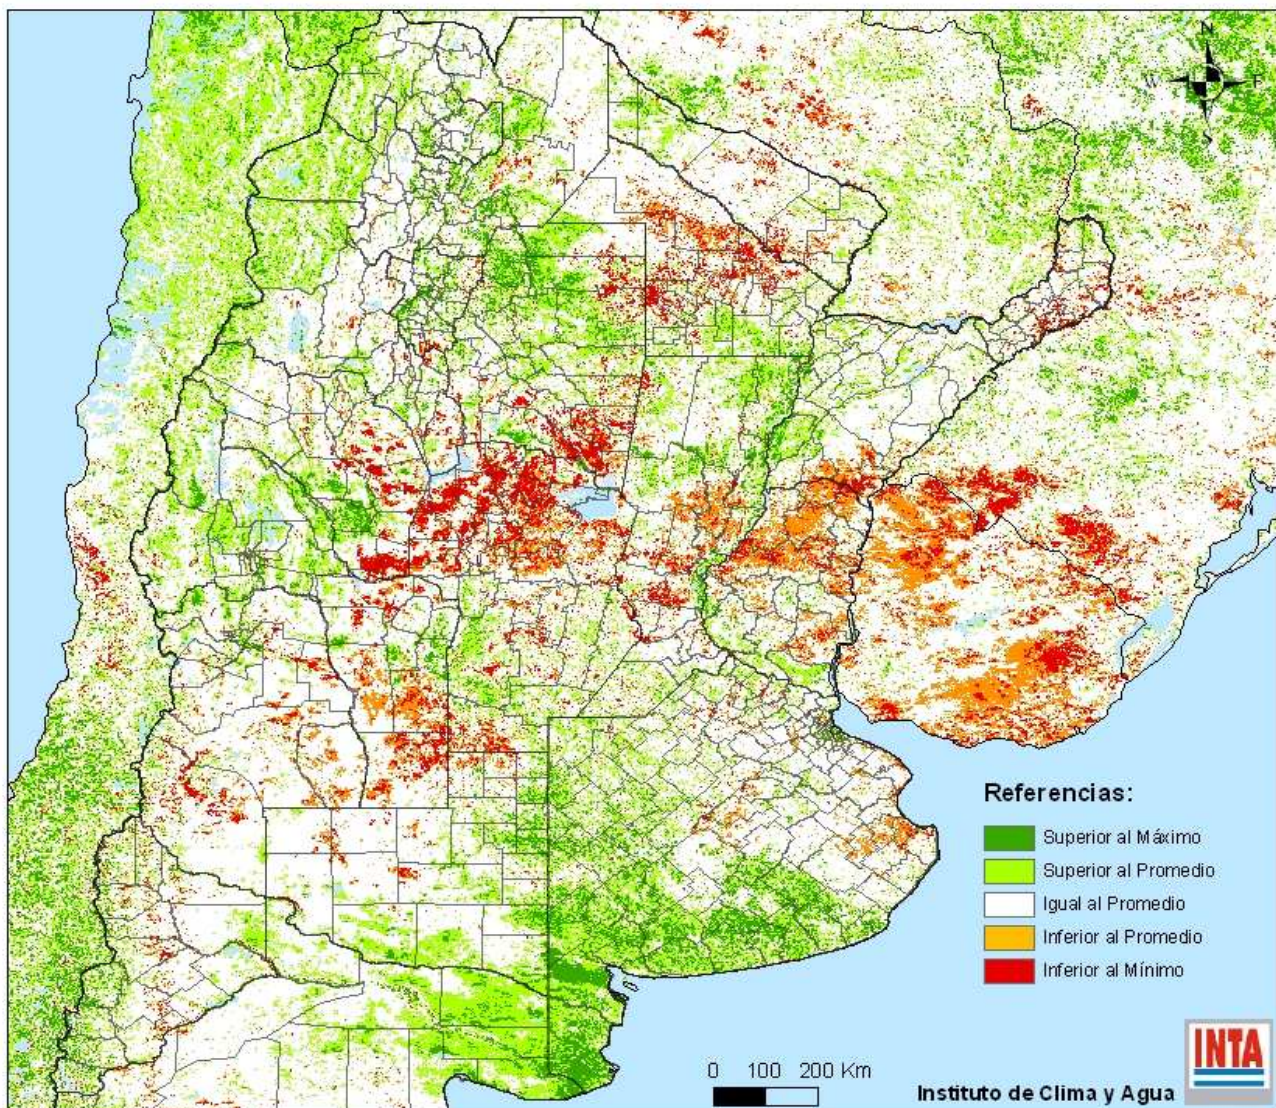 N
W
E
S
Referencias:
Superior al Máximo
Superior al Promedio
Igual al Promedio
Inferior al Promedio
Inferior al Mínimo
0 100 200 Km
Instituto de Clima y Agua
INTA